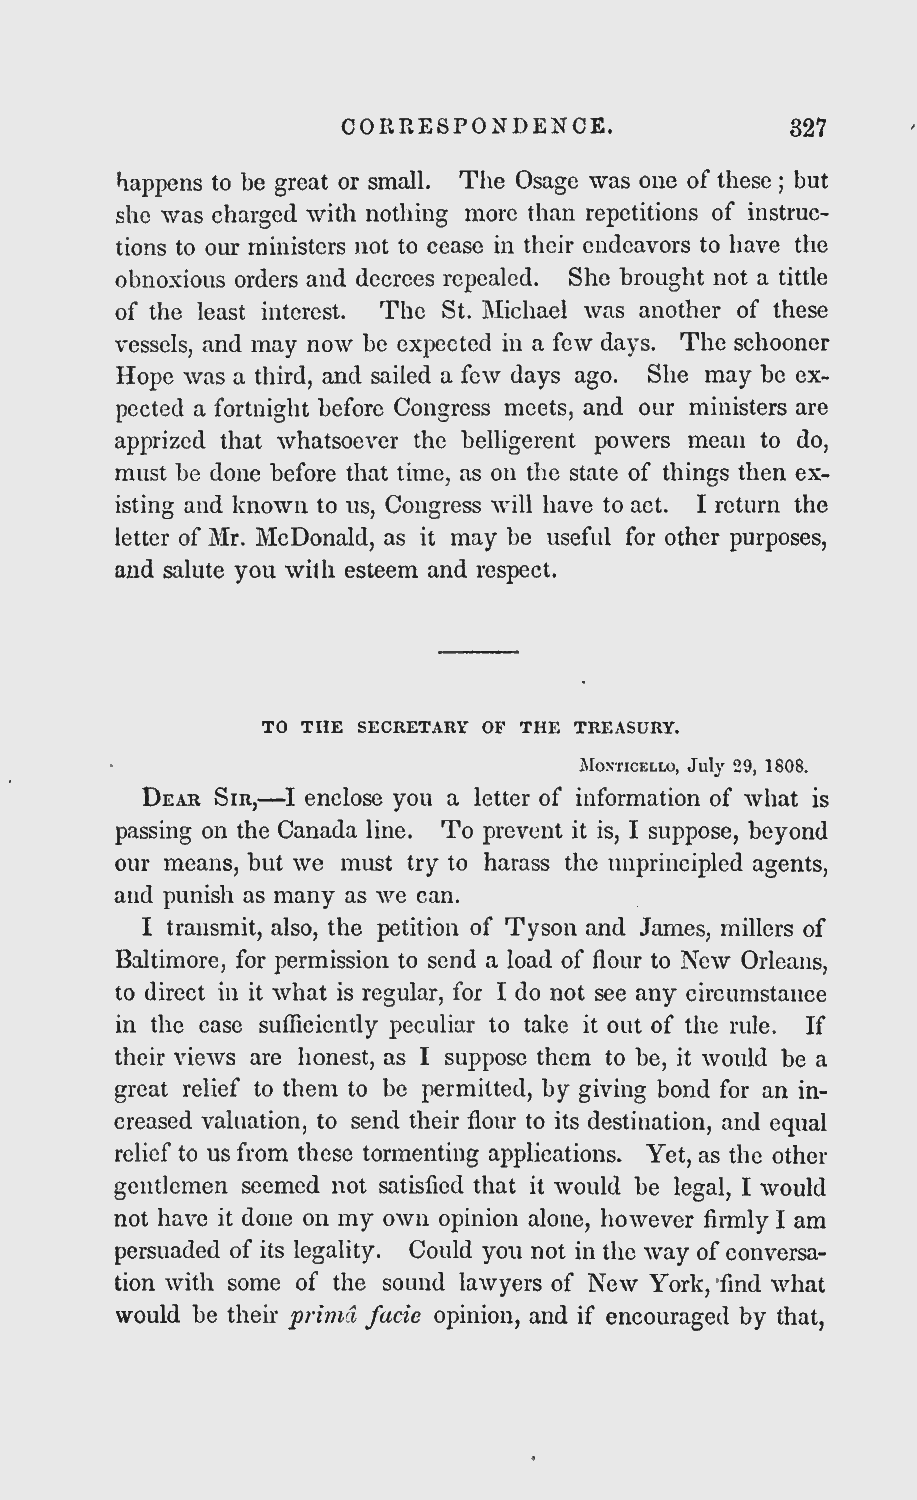 CORRESPONDENCE. 327
happens to be great or small. The Osage was one of these; but
she was charged with nothing more than repetitions of instruc-
tions to our ministers not to cease in their endeavors to have the
obnoxious orders and decrees repealed. She brought not a tittle
of the least interest. The St. Michael was another of these
vessels, and may now be expected in a few days. The schooner
Hope was a third, and sailed a few days ago. She may be ex-
pected a fortnight before Congress meets, and our ministers are
apprized that whatsoever the belligerent powers mean to do,
must be done before that time, as on the state of things then ex-
isting and known to us, Congress will have to act. I return the
letter of Mr. McDonald, as it may be useful for other purposes,
and salute you with esteem and respect.
TO THE SECRETARY OF THE TREASURY.
MONTICELLO, July 29, 1808.
DEAR SIR,—I enclose you a letter of information of what is
passing on the Canada line. To prevent it is, I suppose, beyond
our means, but we must try to harass the unprincipled agents,
and punish as many as we can.
I transmit, also, the petition of Tyson and James, millers of
Baltimore, for permission to send a load of flour to New Orleans,
to direct in it what is regular, for I do not see any circumstance
in the case sufficiently peculiar to take it out of the rule. If
their views are honest, as I suppose them to be, it would be a
great relief to them to be permitted, by giving bond for an in-
creased valuation, to send their flour to its destination, and equal
relief to us from these tormenting applications. Yet, as the other
gentlemen seemed not satisfied that it would be legal, I would
not have it done on my own opinion alone, however firmly I am
persuaded of its legality. Could you not in the way of conversa-
tion with some of the sound lawyers of New York, find what
would be their primâ facie opinion, and if encouraged by that,